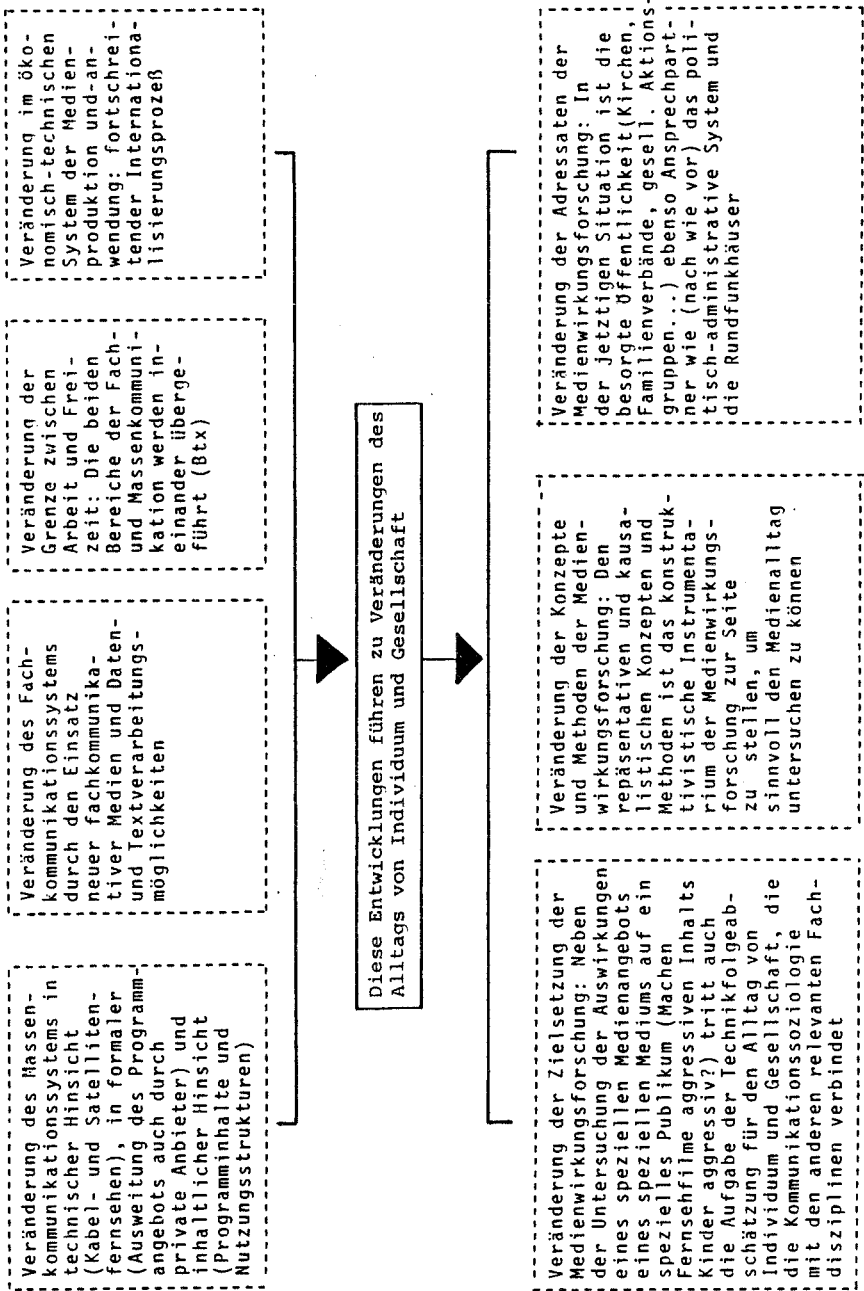 Veränderung des Massen-
kommunikationssystems in
technischer Hinsicht
(Kabel- und Satelliten-
fernsehen), in formaler
(Ausweitung des Programm-
angebots auch durch
private Anbieter) und
inhaltlicher Hinsicht
(Programminhalte und
Nutzungsstrukturen)
Veränderung des Fach-
kommunikationssystems
durch den Einsatz
neuer fachkommunika-
tiver Medien und Daten-
und Textverarbeitungs-
möglichkeiten
Veränderung der
Grenze zwischen
Arbeit und Frei-
zeit: Die beiden
Bereiche der Fach-
und Massenkommuni-
kation werden in-
einander überge-
führt (Btx)
Veränderung im öko-
nomisch-technischen
System der Medien-
produktion und-an-
wendung: fortschrei-
tender Internationa-
lisierungsprozeß
Diese Entwicklungen führen zu Veränderungen des
Alltags von Individuum und Gesellschaft
Veränderung der Zielsetzung der
Medienwirkungsforschung: Neben
der Untersuchung der Auswirkungen
eines speziellen Medienangebots
eines speziellen Mediums auf ein
spezielles Publikum (Machen
Fernsehfilme aggressiven Inhalts
Kinder aggressiv?) tritt auch
die Aufgabe der Technikfolgeab-
schätzung für den Alltag von
Individuum und Gesellschaft, die
die Kommunikationssoziologie
mit den anderen relevanten Fach-
disziplinen verbindet
Veränderung der Konzepte
und Methoden der Medien-
wirkungsforschung: Den
repäsentativen und kausa-
listischen Konzepten und
Methoden ist das konstruk-
tivistische Instrumenta-
rium der Medienwirkungs-
forschung zur Seite
zu stellen, um
sinnvoll den Medienalltag
untersuchen zu können
Veränderung der Adressaten der
Medienwirkungsforschung: In
der jetztigen Situation ist die
besorgte Öffentlichkeit(Kirchen,
Familienverbände, gesell. Aktions-
gruppen...) ebenso Ansprechpart-
ner wie (nach wie vor) das poli-
tisch-administrative System und
die Rundfunkhäuser